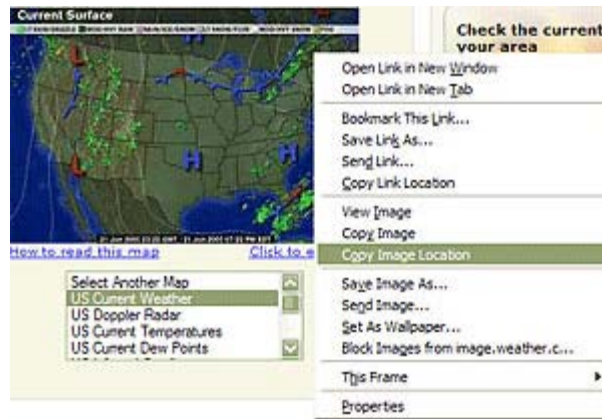 Current Surface
How to read this map
Click to e
Select Another Map
US Current Weather
US Doppler Radar
US Current Temperatures
US Current Dew Points
Check the current
your area
Open Link in New Window
Open Link in New Tab
Bookmark This Link...
Save Link As...
Send Link...
Copy Link Location
View Image
Copy Image
Copy Image Location
Save Image As...
Send Image...
Set As Wallpaper...
Block Images from image.weather.c...
This Frame
Properties
L
L
H
H